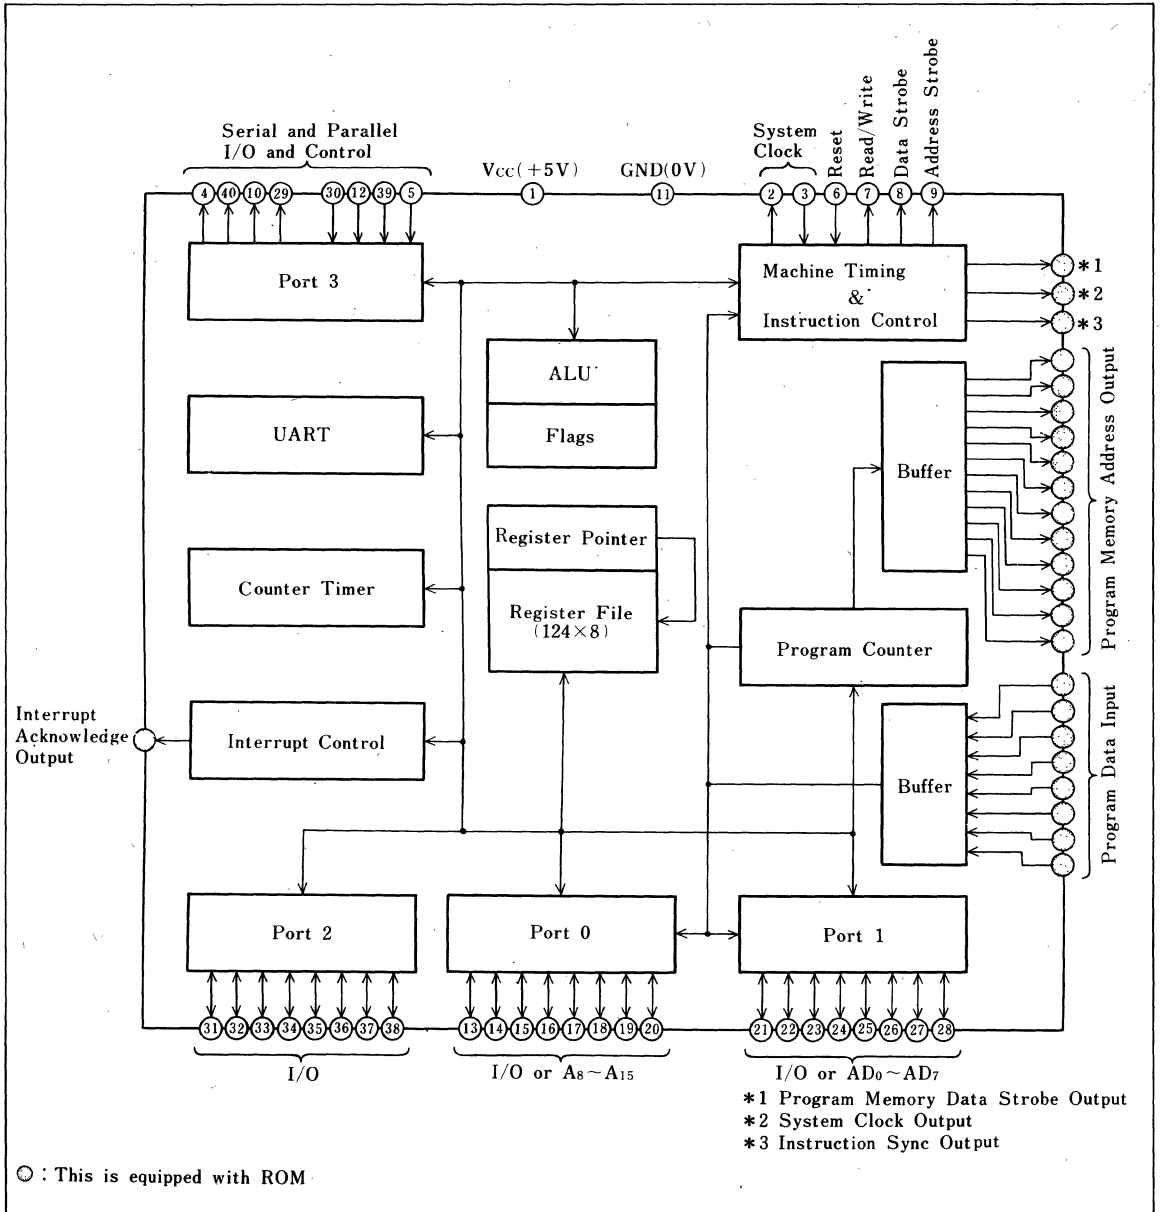 Serial and Parallel
I/O and Control
Vcc(+5V)
GND(0V)
System
Clock
Reset
Read/Write
Data Strobe
Address Strobe
4 40 10 29 30 12 39 5
1
11
2 3 6 7 8 9
Port 3
Machine Timing
&
Instruction Control
*1
*2
*3
ALU
Flags
UART
Buffer
Program Memory Address Output
Register Pointer
Register File
(124×8)
Counter Timer
Program Counter
Interrupt
Acknowledge
Output
Interrupt Control
Buffer
Program Data Input
Port 2
Port 0
Port 1
31 32 33 34 35 36 37 38
13 14 15 16 17 18 19 20
21 22 23 24 25 26 27 28
I/O
I/O or A8~A15
I/O or AD0~AD7
*1 Program Memory Data Strobe Output
*2 System Clock Output
*3 Instruction Sync Output
: This is equipped with ROM